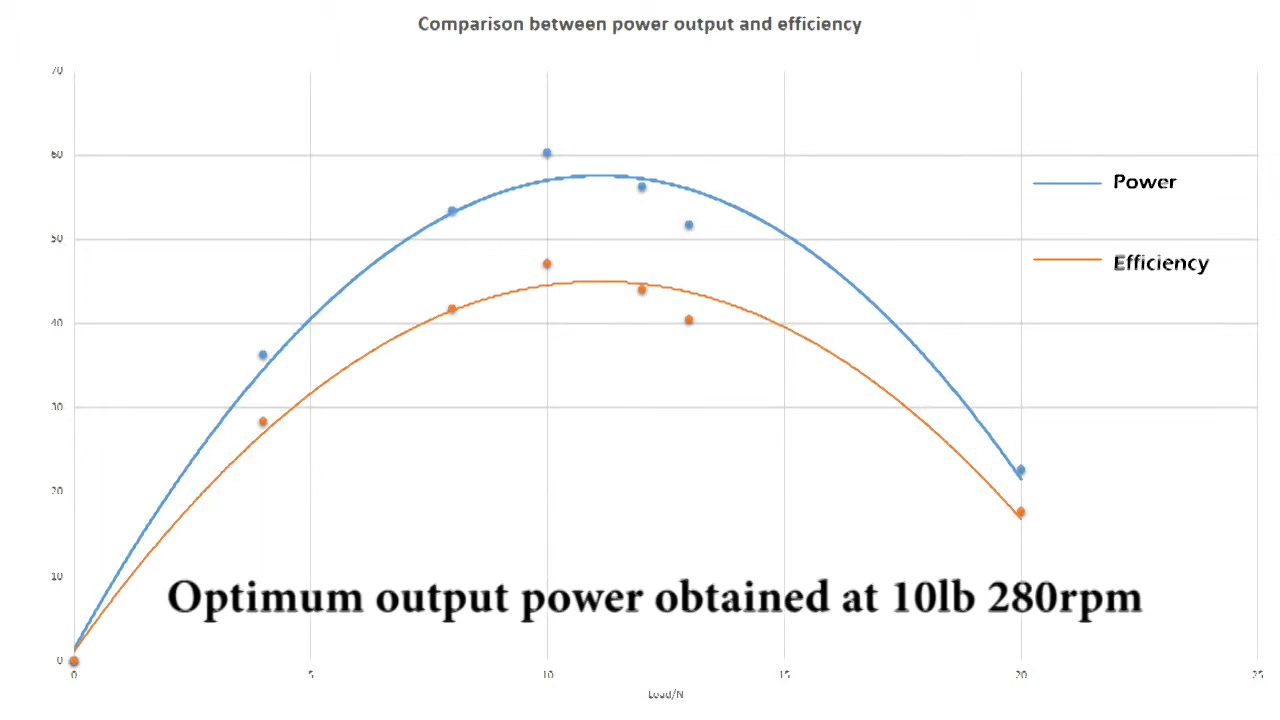 Comparison between power output and efficiency
70
60
50
40
30
20
10
0
0 5 10 15 20 25
Load/N
Power
Efficiency
Optimum output power obtained at 10lb 280rpm